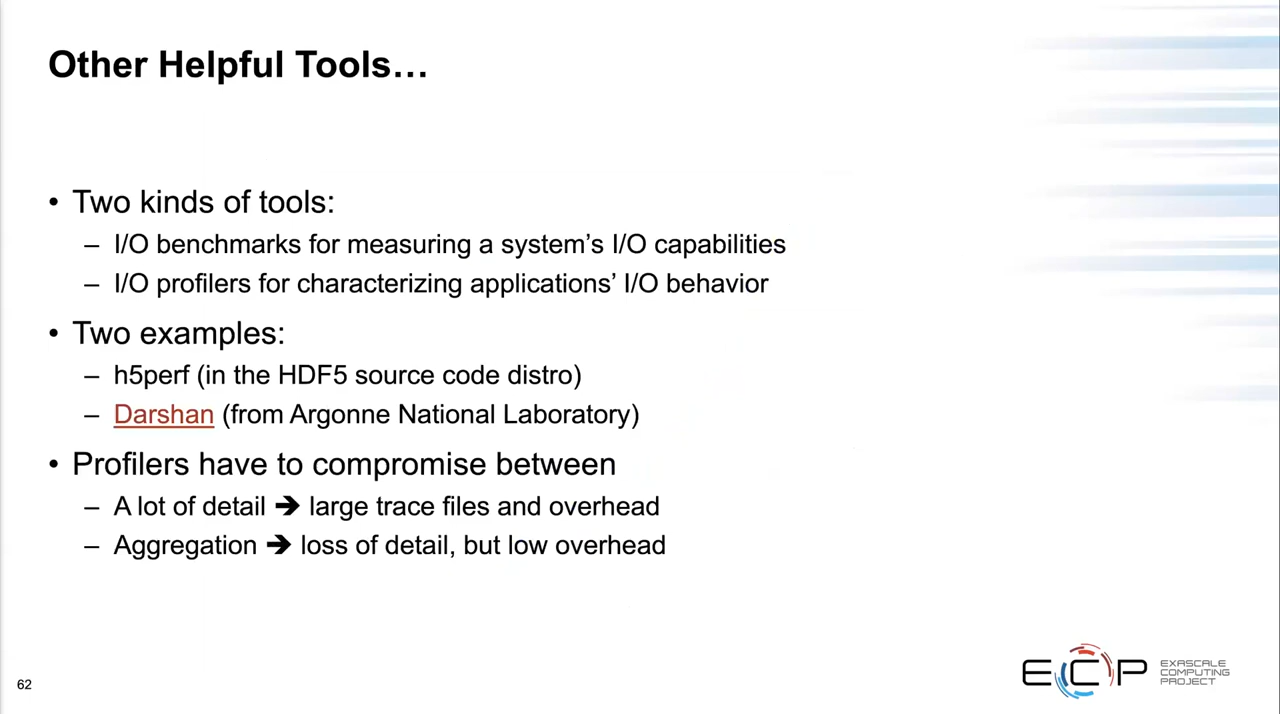 Other Helpful Tools…
• Two kinds of tools:
– I/O benchmarks for measuring a system’s I/O capabilities
– I/O profilers for characterizing applications’ I/O behavior
• Two examples:
– h5perf (in the HDF5 source code distro)
– Darshan (from Argonne National Laboratory)
• Profilers have to compromise between
– A lot of detail ➔ large trace files and overhead
– Aggregation ➔ loss of detail, but low overhead
62
ECP
EXASCALE
COMPUTING
PROJECT